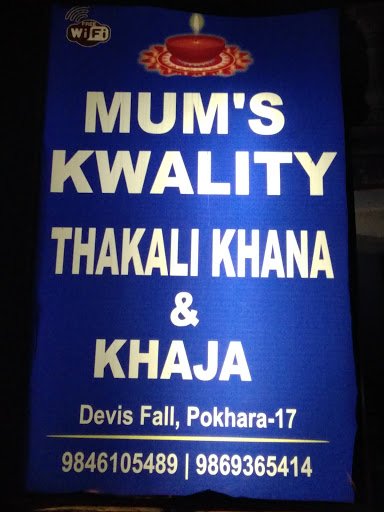 FREE
WiFi
MUM'S
KWALITY
THAKALI KHANA
&
KHAJA
Devis Fall, Pokhara-17
9846105489 | 9869365414